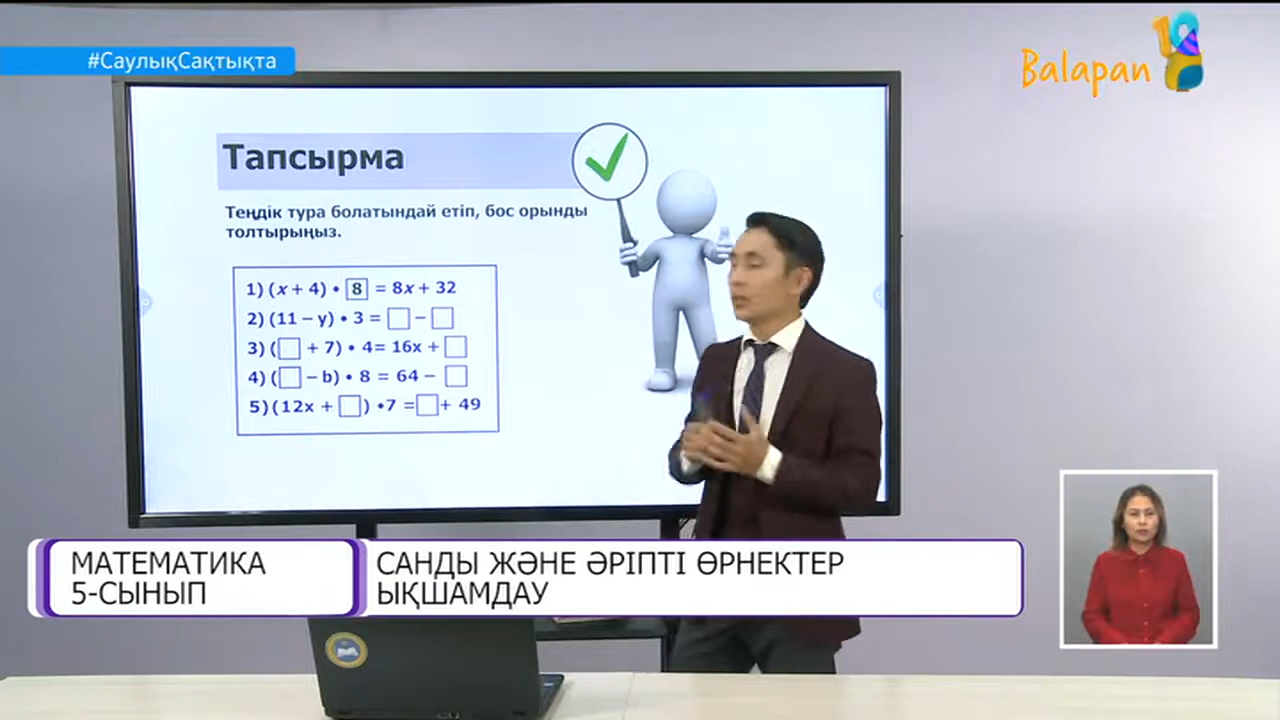 #СаулықСақтықта
Balapan
Тапсырма
Теңдік тура болатындай етіп, бос орынды
толтырыңыз.
1) (x + 4) • 8 = 8x + 32
2) (11 – y) • 3 = □ – □
3) (□ + 7) • 4= 16x + □
4) (□ – b) • 8 = 64 – □
5) (12x + □) •7 =□+ 49
МАТЕМАТИКА
5-СЫНЫП
САНДЫ ЖӘНЕ ӘРІПТІ ӨРНЕКТЕР
ЫҚШАМДАУ